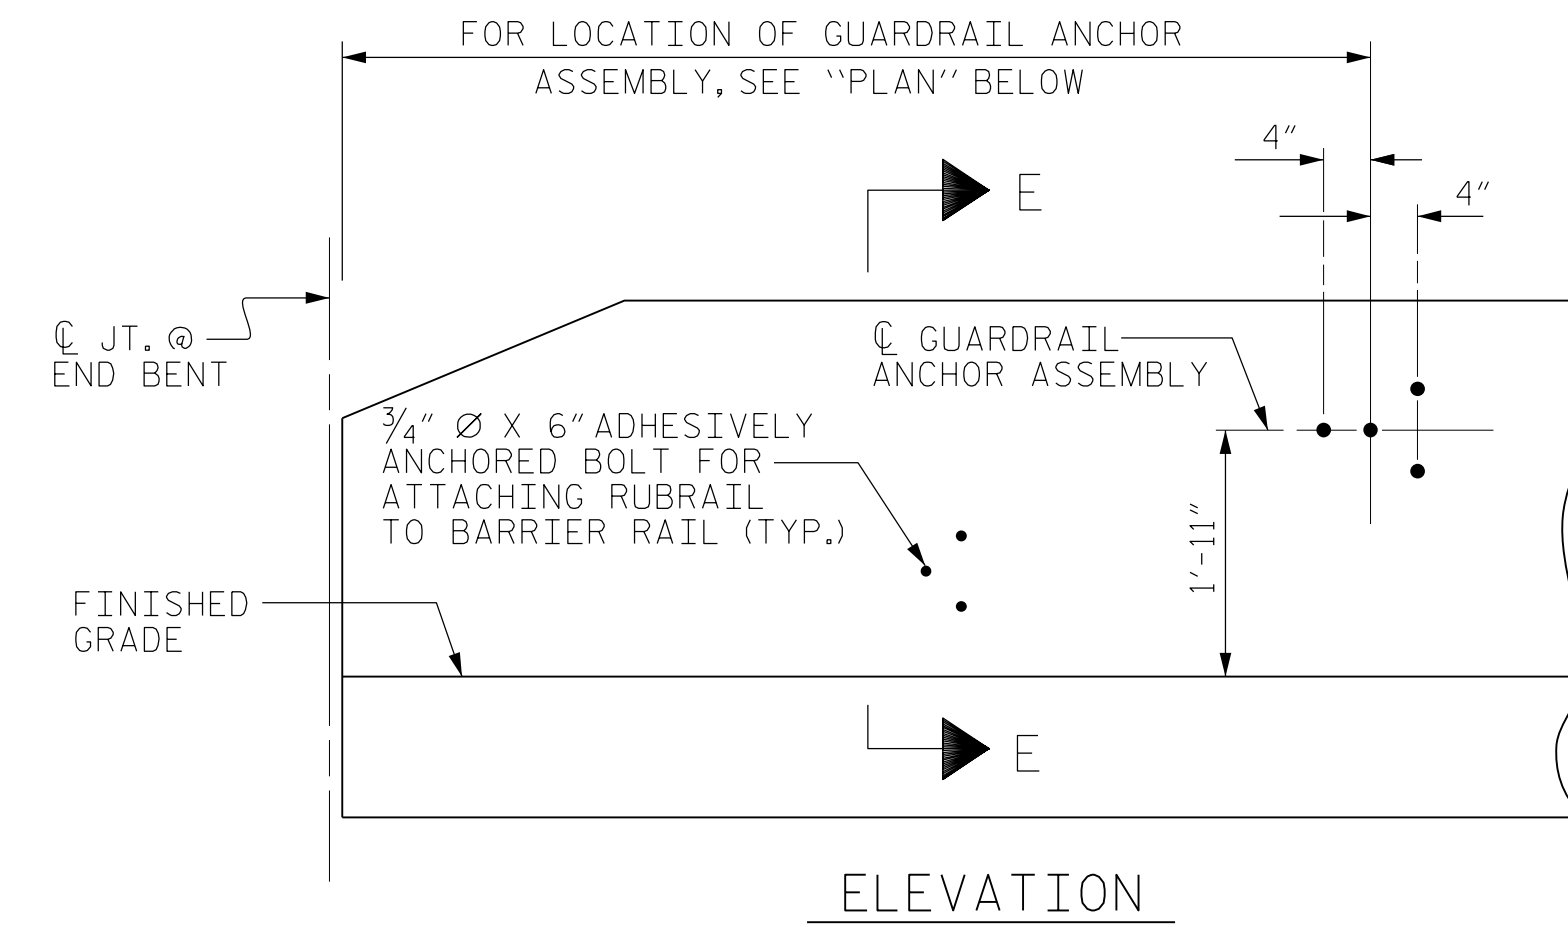 FOR LOCATION OF GUARDRAIL ANCHOR
ASSEMBLY, SEE "PLAN" BELOW
4"
4"
E
℄ JT. @
END BENT
℄ GUARDRAIL
ANCHOR ASSEMBLY
3/4" Ø X 6" ADHESIVELY
ANCHORED BOLT FOR
ATTACHING RUBRAIL
TO BARRIER RAIL (TYP.)
1'-11"
FINISHED
GRADE
E
ELEVATION